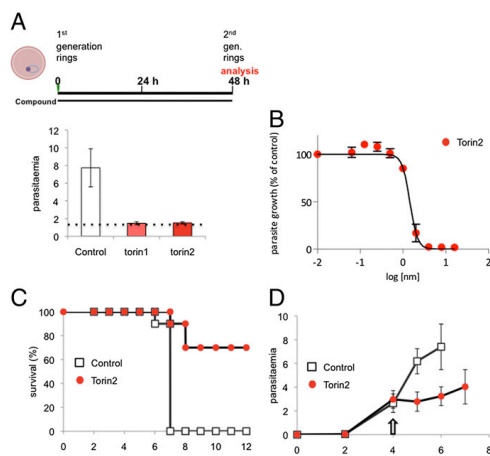 A
1st
generation
rings
2nd
gen.
rings
analysis
0
24 h
48 h
Compound
parasitaemia
12
10
8
6
4
2
0
Control
torin1
torin2
B
Torin2
parasite growth (% of control)
100
50
0
-2
-1
0
1
2
log [nm]
C
survival (%)
100
80
60
40
20
0
Control
Torin2
0
2
4
6
8
10
12
D
parasitaemia
10
8
6
4
2
0
Control
Torin2
0
2
4
6
8